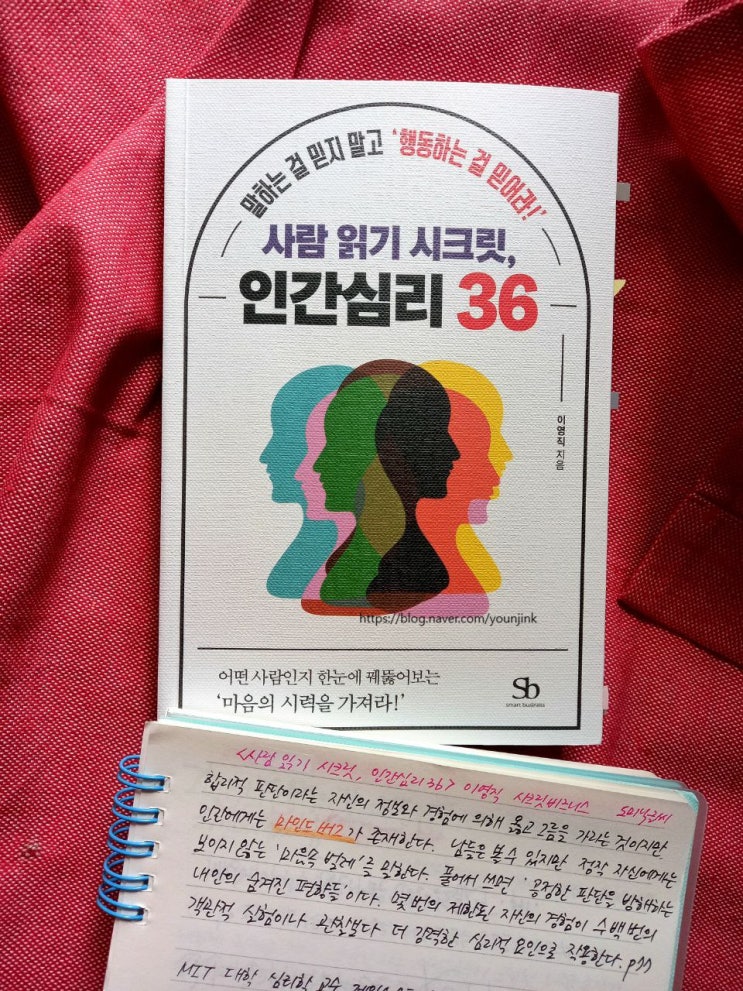 말하는 걸 믿지 말고 '행동하는 걸 믿어라!'
사람 읽기 시크릿,
인간심리 36
이영직 지음
https://blog.naver.com/younjink
어떤 사람인지 한눈에 꿰뚫어보는
'마음의 시력을 가져라!'
Sb
smart business
<사람 읽기 시크릿, 인간심리 36> 이영직 스마트비즈니스
합리적 판단이라는 자신의 정보와 경험에 의해 옳고 그름을 가리는 것이지만
인간에게는 마인드버그가 존재한다. 남들은 볼 수 있지만 정작 자신에게는
보이지 않는 '마음속 벌레'를 말한다. 풀어서 쓰면 '공정한 판단을 방해하는
내안의 숨겨진 편향들'이다. 몇 번의 제한된 자신의 경험이 수백 번의
객관적 실험이나 관찰보다 더 강력한 심리적 요인으로 작용한다.
MIT 대학 심리학 교수